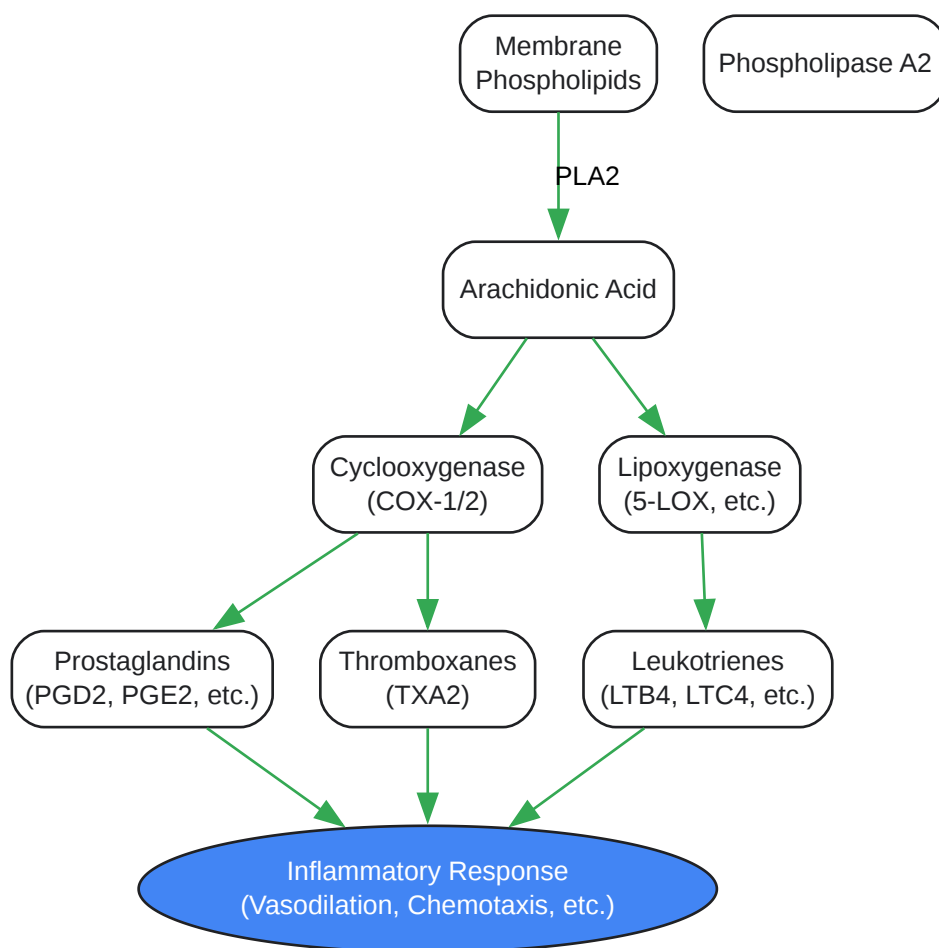 Membrane
Phospholipids
Phospholipase A2
PLA2
Arachidonic Acid
Cyclooxygenase
(COX-1/2)
Lipoxygenase
(5-LOX, etc.)
Prostaglandins
(PGD2, PGE2, etc.)
Thromboxanes
(TXA2)
Leukotrienes
(LTB4, LTC4, etc.)
Inflammatory Response
(Vasodilation, Chemotaxis, etc.)